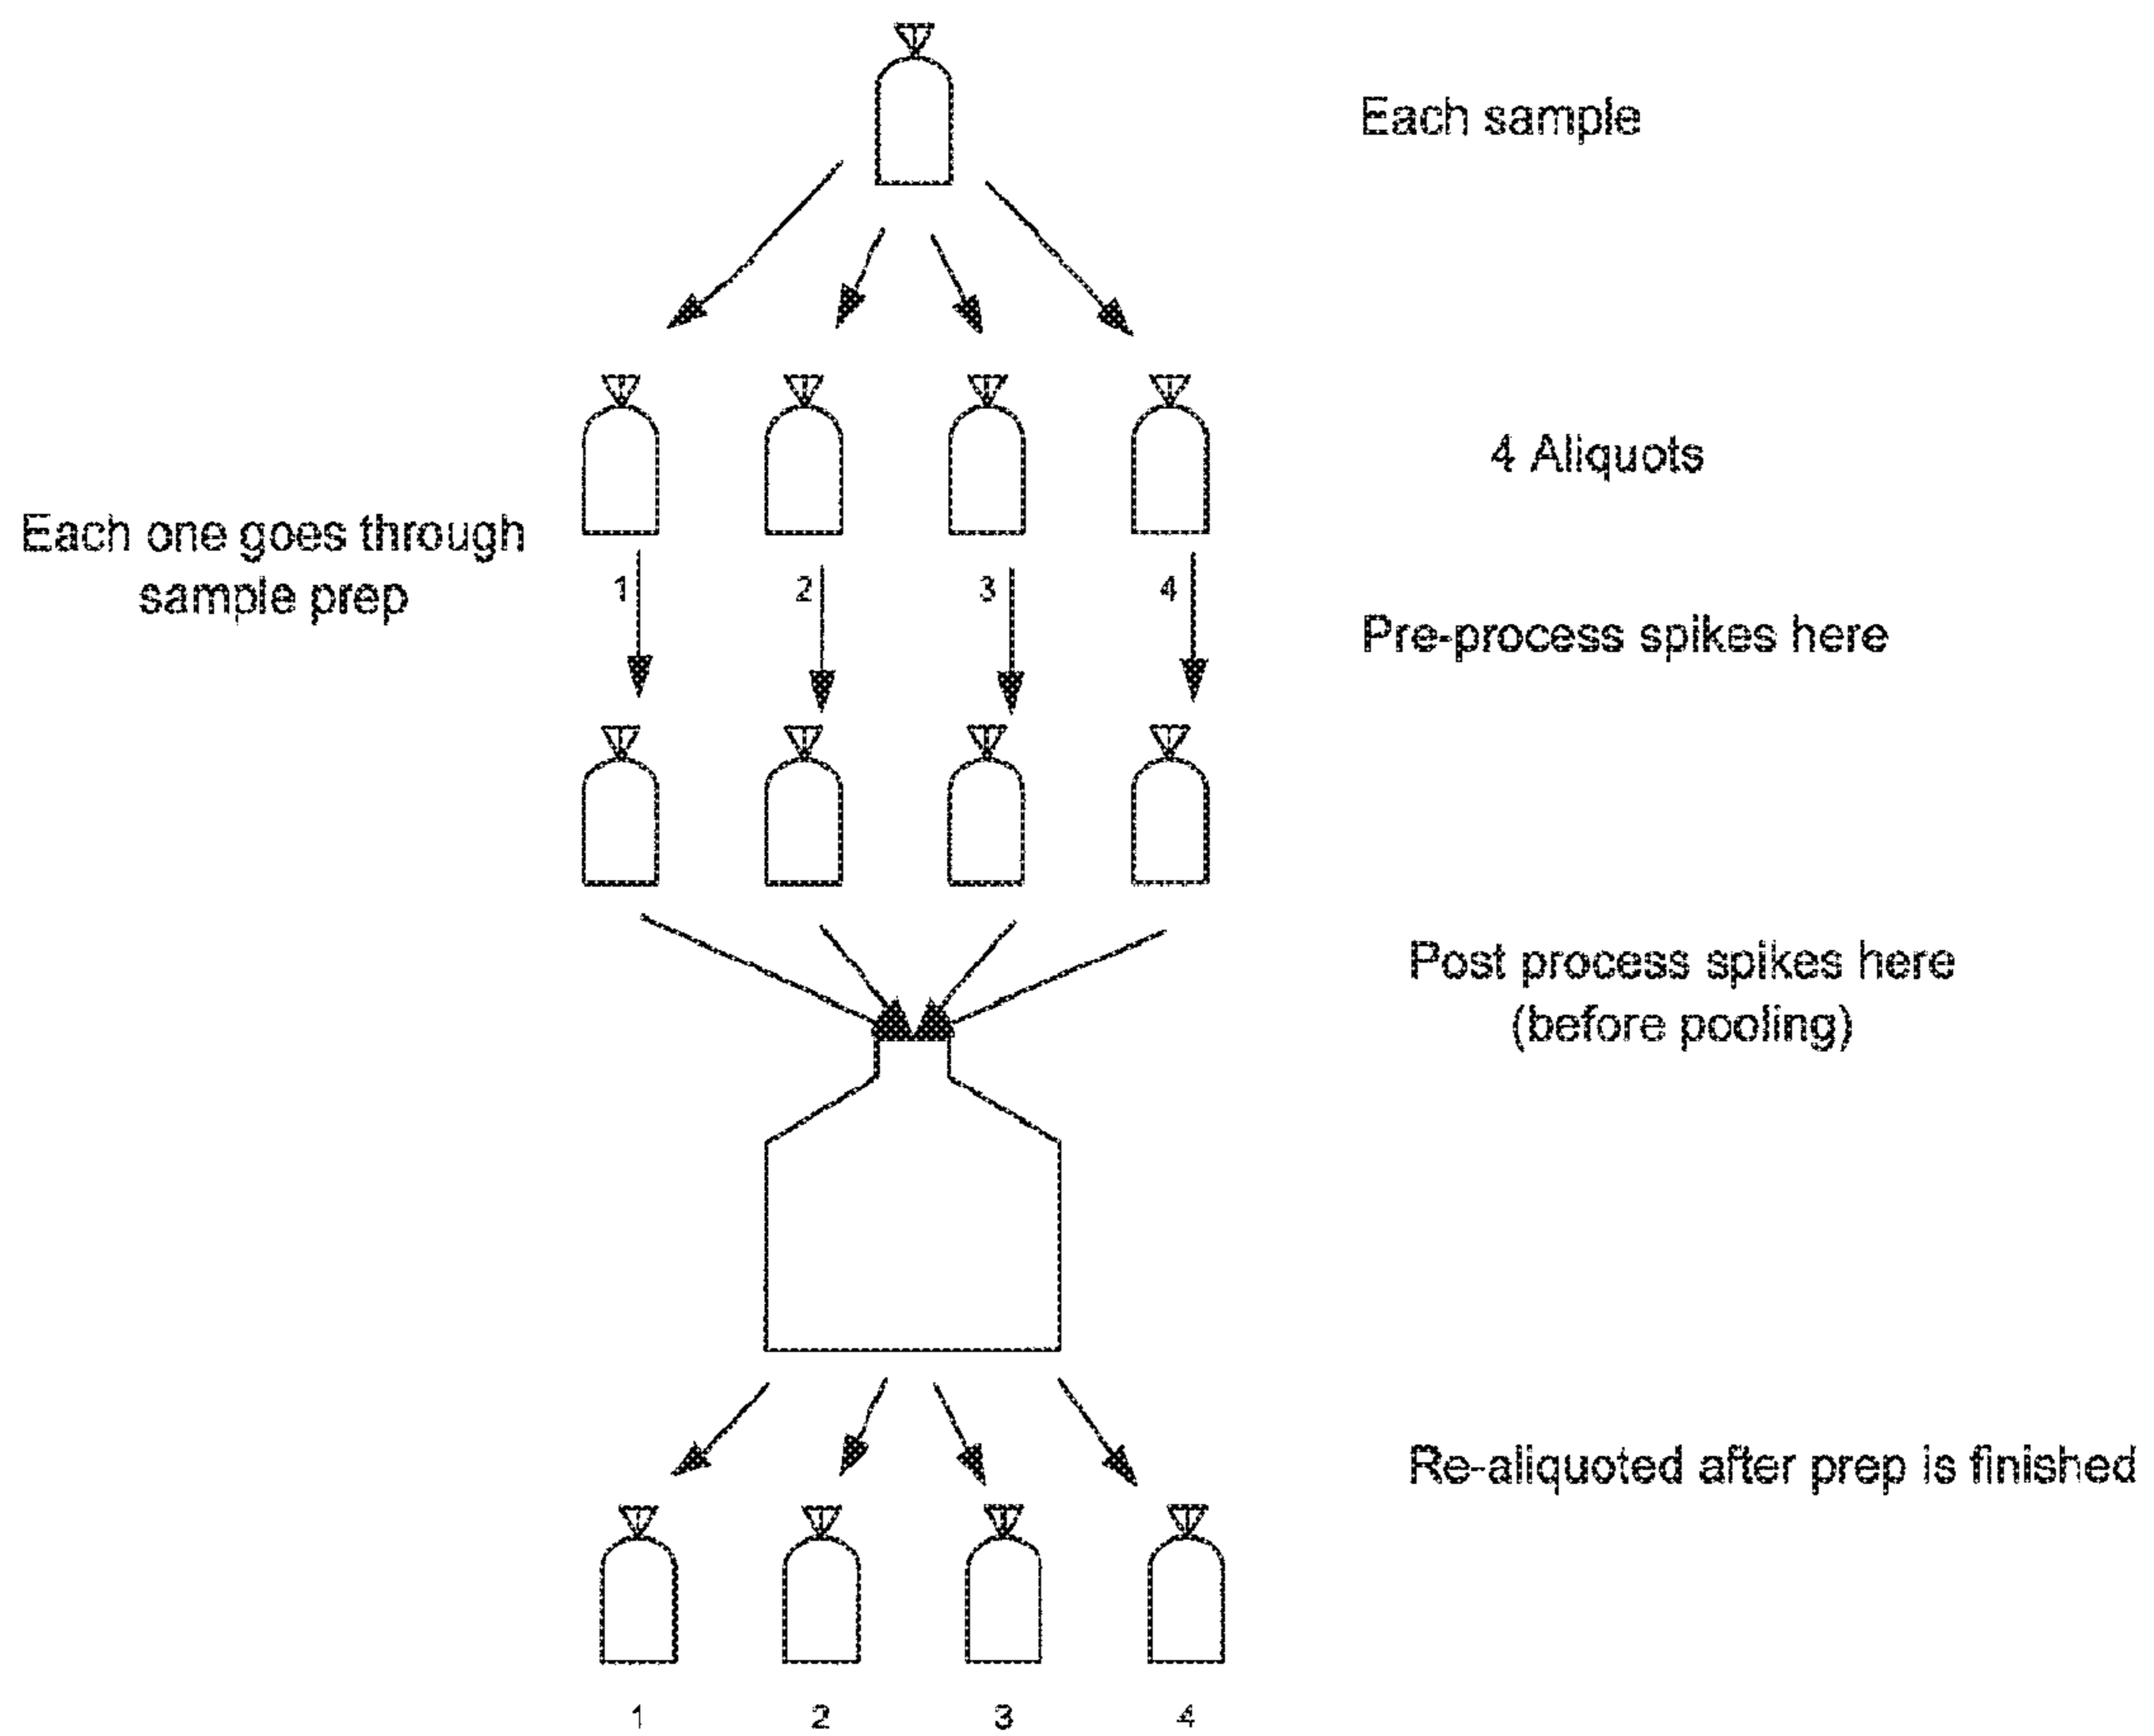 Each sample
4 Aliquots
Each one goes through
sample prep
1 2 3 4
Pre-process spikes here
Post process spikes here
(before pooling)
Re-aliquoted after prep is finished
1 2 3 4